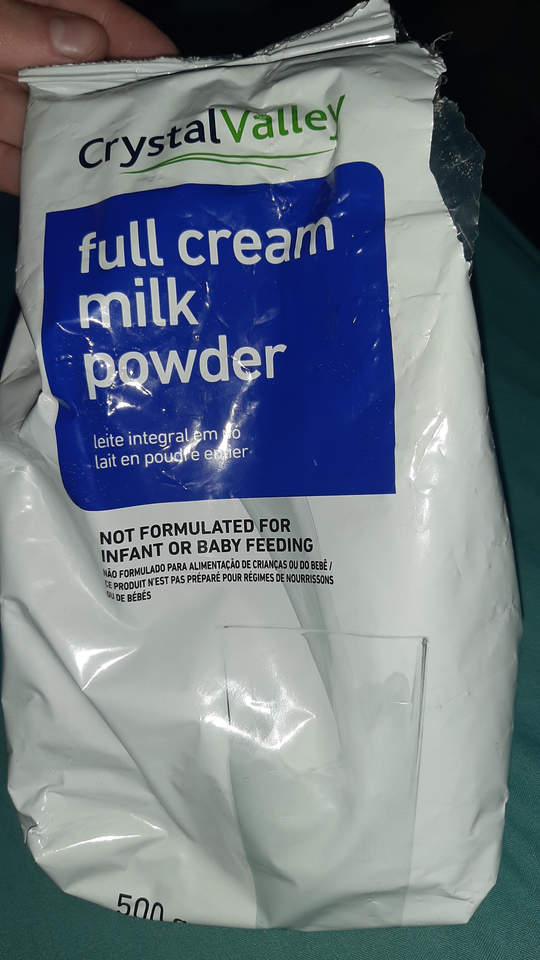 CrystalValley
full cream
milk
powder
leite integral em pó
lait en poudre entier
NOT FORMULATED FOR
INFANT OR BABY FEEDING
NÃO FORMULADO PARA ALIMENTAÇÃO DE CRIANÇAS OU DO BEBÊ /
CE PRODUIT N'EST PAS PRÉPARÉ POUR RÉGIMES DE NOURRISSONS
OU DE BÉBÉS
500 g